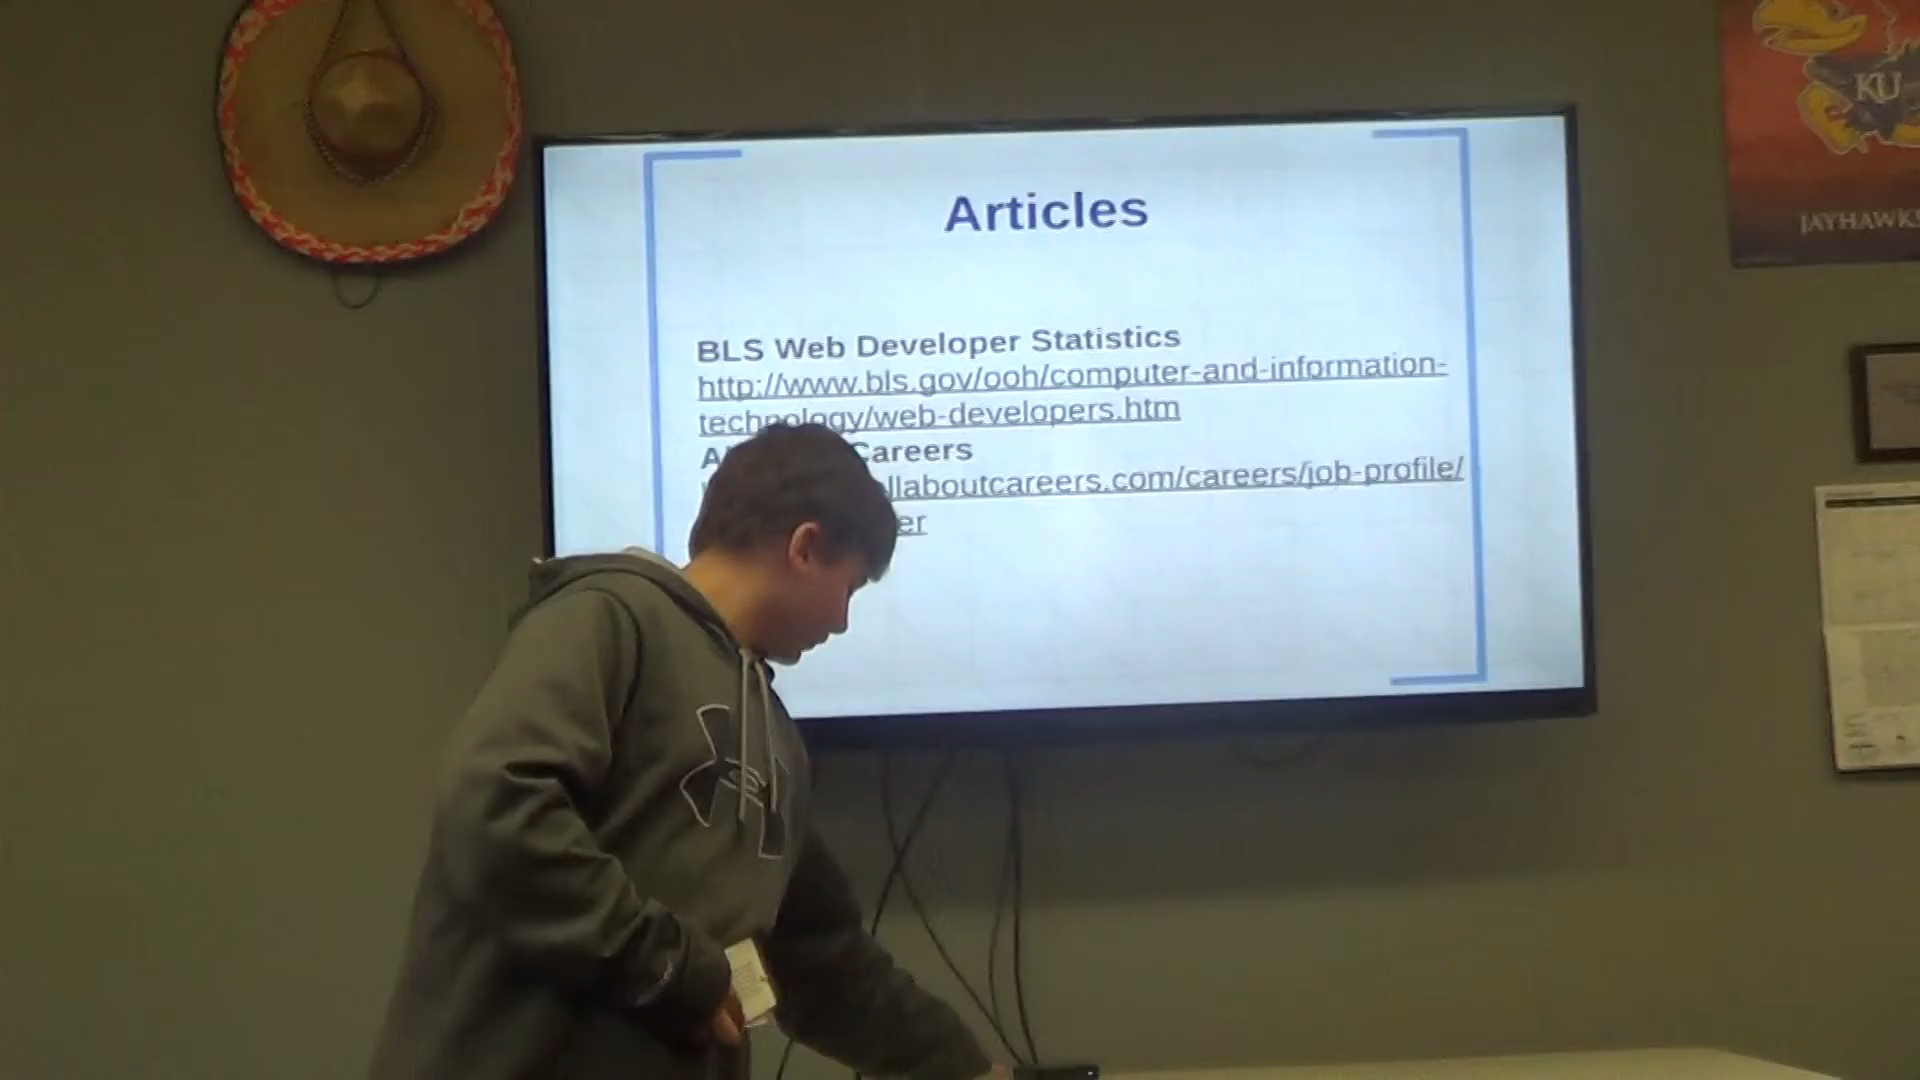 Articles
BLS Web Developer Statistics
http://www.bls.gov/ooh/computer-and-information-
technology/web-developers.htm
Careers
llaboutcareers.com/careers/job-profile/
er
KU
JAYHAWKS